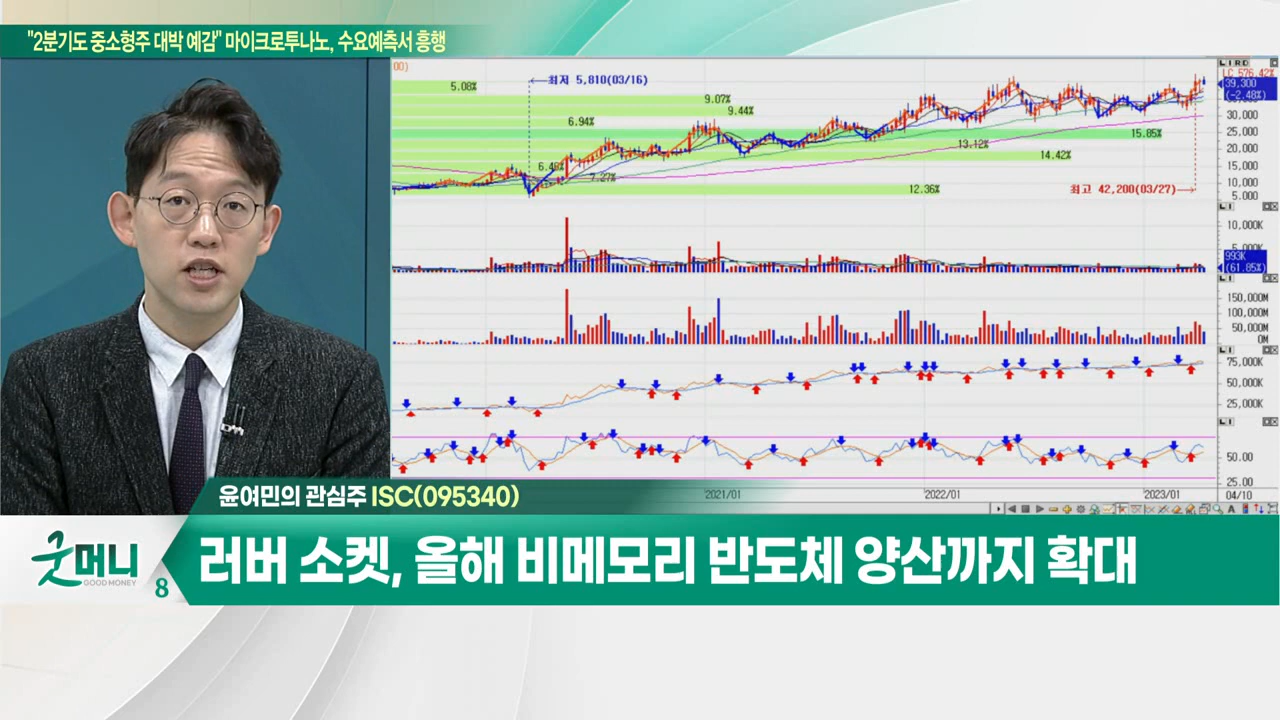 "2분기도 중소형주 대박 예감" 마이크로투나노, 수요예측서 흥행
00)
5.08%
최저 5,810(03/16)
9.07%
9.44%
6.94%
6.49%
7.27%
12.36%
13.12%
14.42%
15.85%
최고 42,200(03/27)
LC 576.42%
39,300
(-2.48%)
30,000
25,000
20,000
15,000
10,000
5,000
10,000K
5,000K
993K
(61.85%)
150,000M
100,000M
50,000M
0M
75,000K
50,000K
25,000K
50.00
25.00
2021/01
2022/01
2023/01
04/10
윤여민의 관심주 ISC(095340)
굿머니
GOOD MONEY
8
러버 소켓, 올해 비메모리 반도체 양산까지 확대